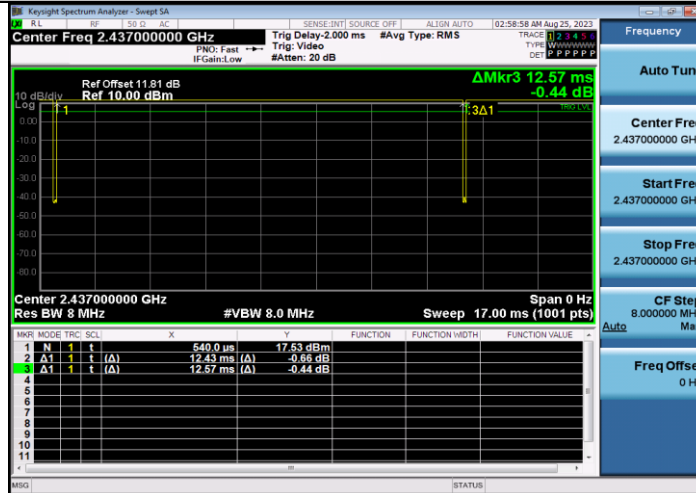 Keysight Spectrum Analyzer - Swept SA
RL RF 50 Ω AC SENSE:INT SOURCE OFF ALIGN AUTO 02:58:58 AM Aug 25, 2023
Center Freq 2.437000000 GHz
PNO: Fast
IFGain:Low
Trig Delay-2.000 ms
Trig: Video
#Atten: 20 dB
#Avg Type: RMS
TRACE 1 2 3 4 5 6
TYPE WWWWWW
DET P P P P P P
Ref Offset 11.81 dB
10 dB/div Ref 10.00 dBm
Log
ΔMkr3 12.57 ms
-0.44 dB
1
3Δ1
TRIG LVL
0.00
-10.0
-20.0
-30.0
-40.0
-50.0
-60.0
-70.0
-80.0
Center 2.437000000 GHz Span 0 Hz
Res BW 8 MHz #VBW 8.0 MHz Sweep 17.00 ms (1001 pts)
MKR MODE TRC SCL X Y FUNCTION FUNCTION WIDTH FUNCTION VALUE
1 N 1 t 540.0 µs 17.53 dBm
2 Δ1 1 t (Δ) 12.43 ms (Δ) -0.66 dB
3 Δ1 1 t (Δ) 12.57 ms (Δ) -0.44 dB
4
5
6
7
8
9
10
11
MSG STATUS
Frequency
Auto Tun
Center Fre
2.437000000 GH
Start Fre
2.437000000 GH
Stop Fre
2.437000000 GH
CF Step
8.000000 MH
Auto Ma
Freq Offse
0 H